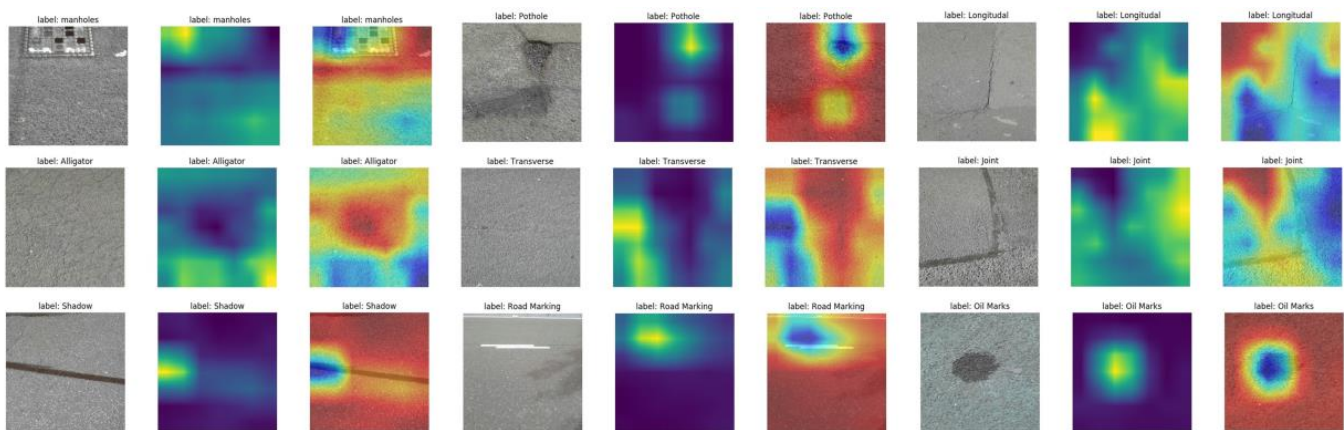 label: manholes label: manholes label: manholes label: Pothole label: Pothole label: Pothole label: Longitudal label: Longitudal label: Longitudal
label: Alligator label: Alligator label: Alligator label: Transverse label: Transverse label: Transverse label: Joint label: Joint label: Joint
label: Shadow label: Shadow label: Shadow label: Road Marking label: Road Marking label: Road Marking label: Oil Marks label: Oil Marks label: Oil Marks